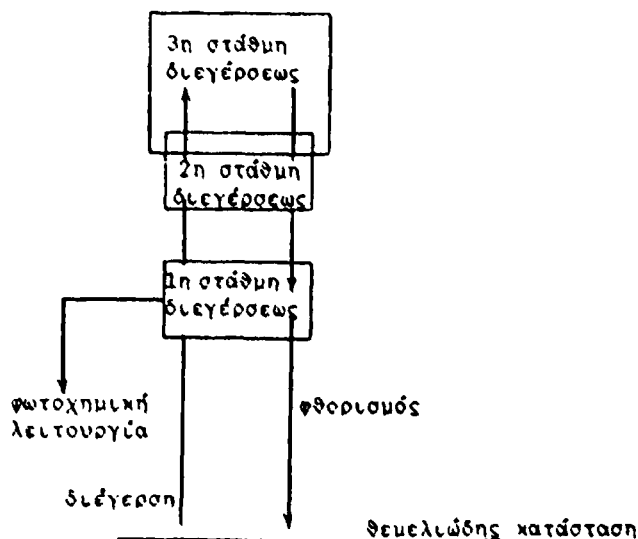 3η στάθμη
διεγέρσεως
2η στάθμη
διεγέρσεως
1η στάθμη
διεγέρσεως
φωτοχημική
λειτουργία
φθορισμός
διέγερση
θεμελιώδης κατάσταση